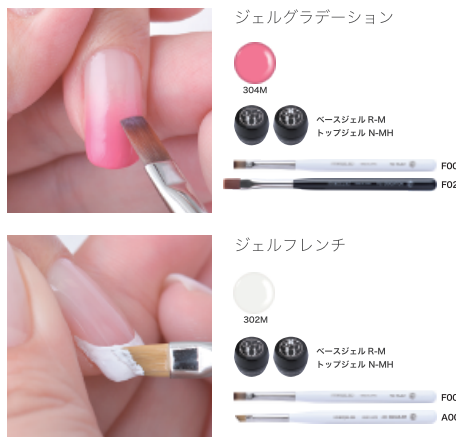 ジェルグラデーション
304M
ベースジェル R-M
トップジェル N-MH
F00
F02
ジェルフレンチ
302M
ベースジェル R-M
トップジェル N-MH
F00
A00